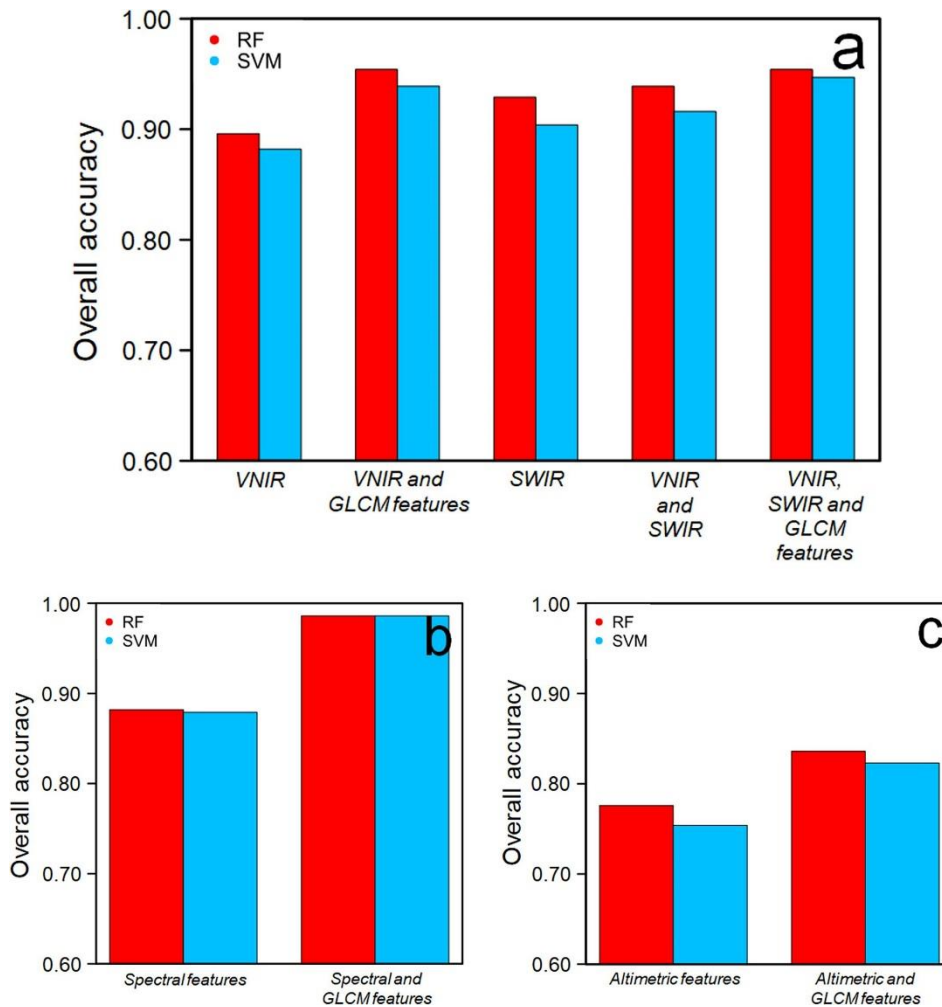 1.00
0.90
0.80
0.70
0.60
Overall accuracy
RF
SVM
a
VNIR
VNIR and
GLCM features
SWIR
VNIR
and
SWIR
VNIR,
SWIR and
GLCM
features
1.00
0.90
0.80
0.70
0.60
Overall accuracy
RF
SVM
b
Spectral features
Spectral and
GLCM features
1.00
0.90
0.80
0.70
0.60
Overall accuracy
RF
SVM
c
Altimetric features
Altimetric and
GLCM features